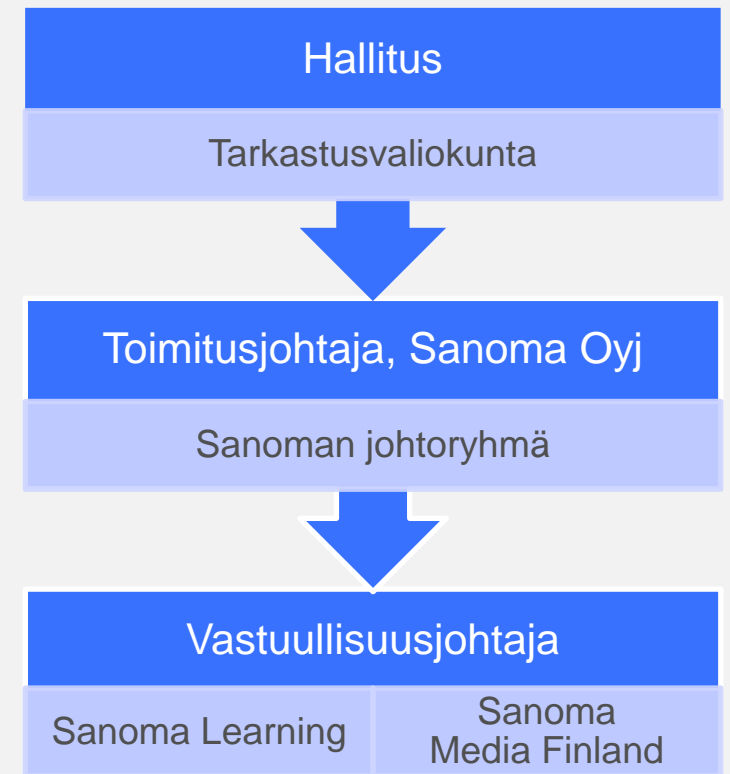 Hallitus
Tarkastusvaliokunta
Toimitusjohtaja, Sanoma Oyj
Sanoman johtoryhmä
Vastuullisuusjohtaja
Sanoma Learning
Sanoma
Media Finland